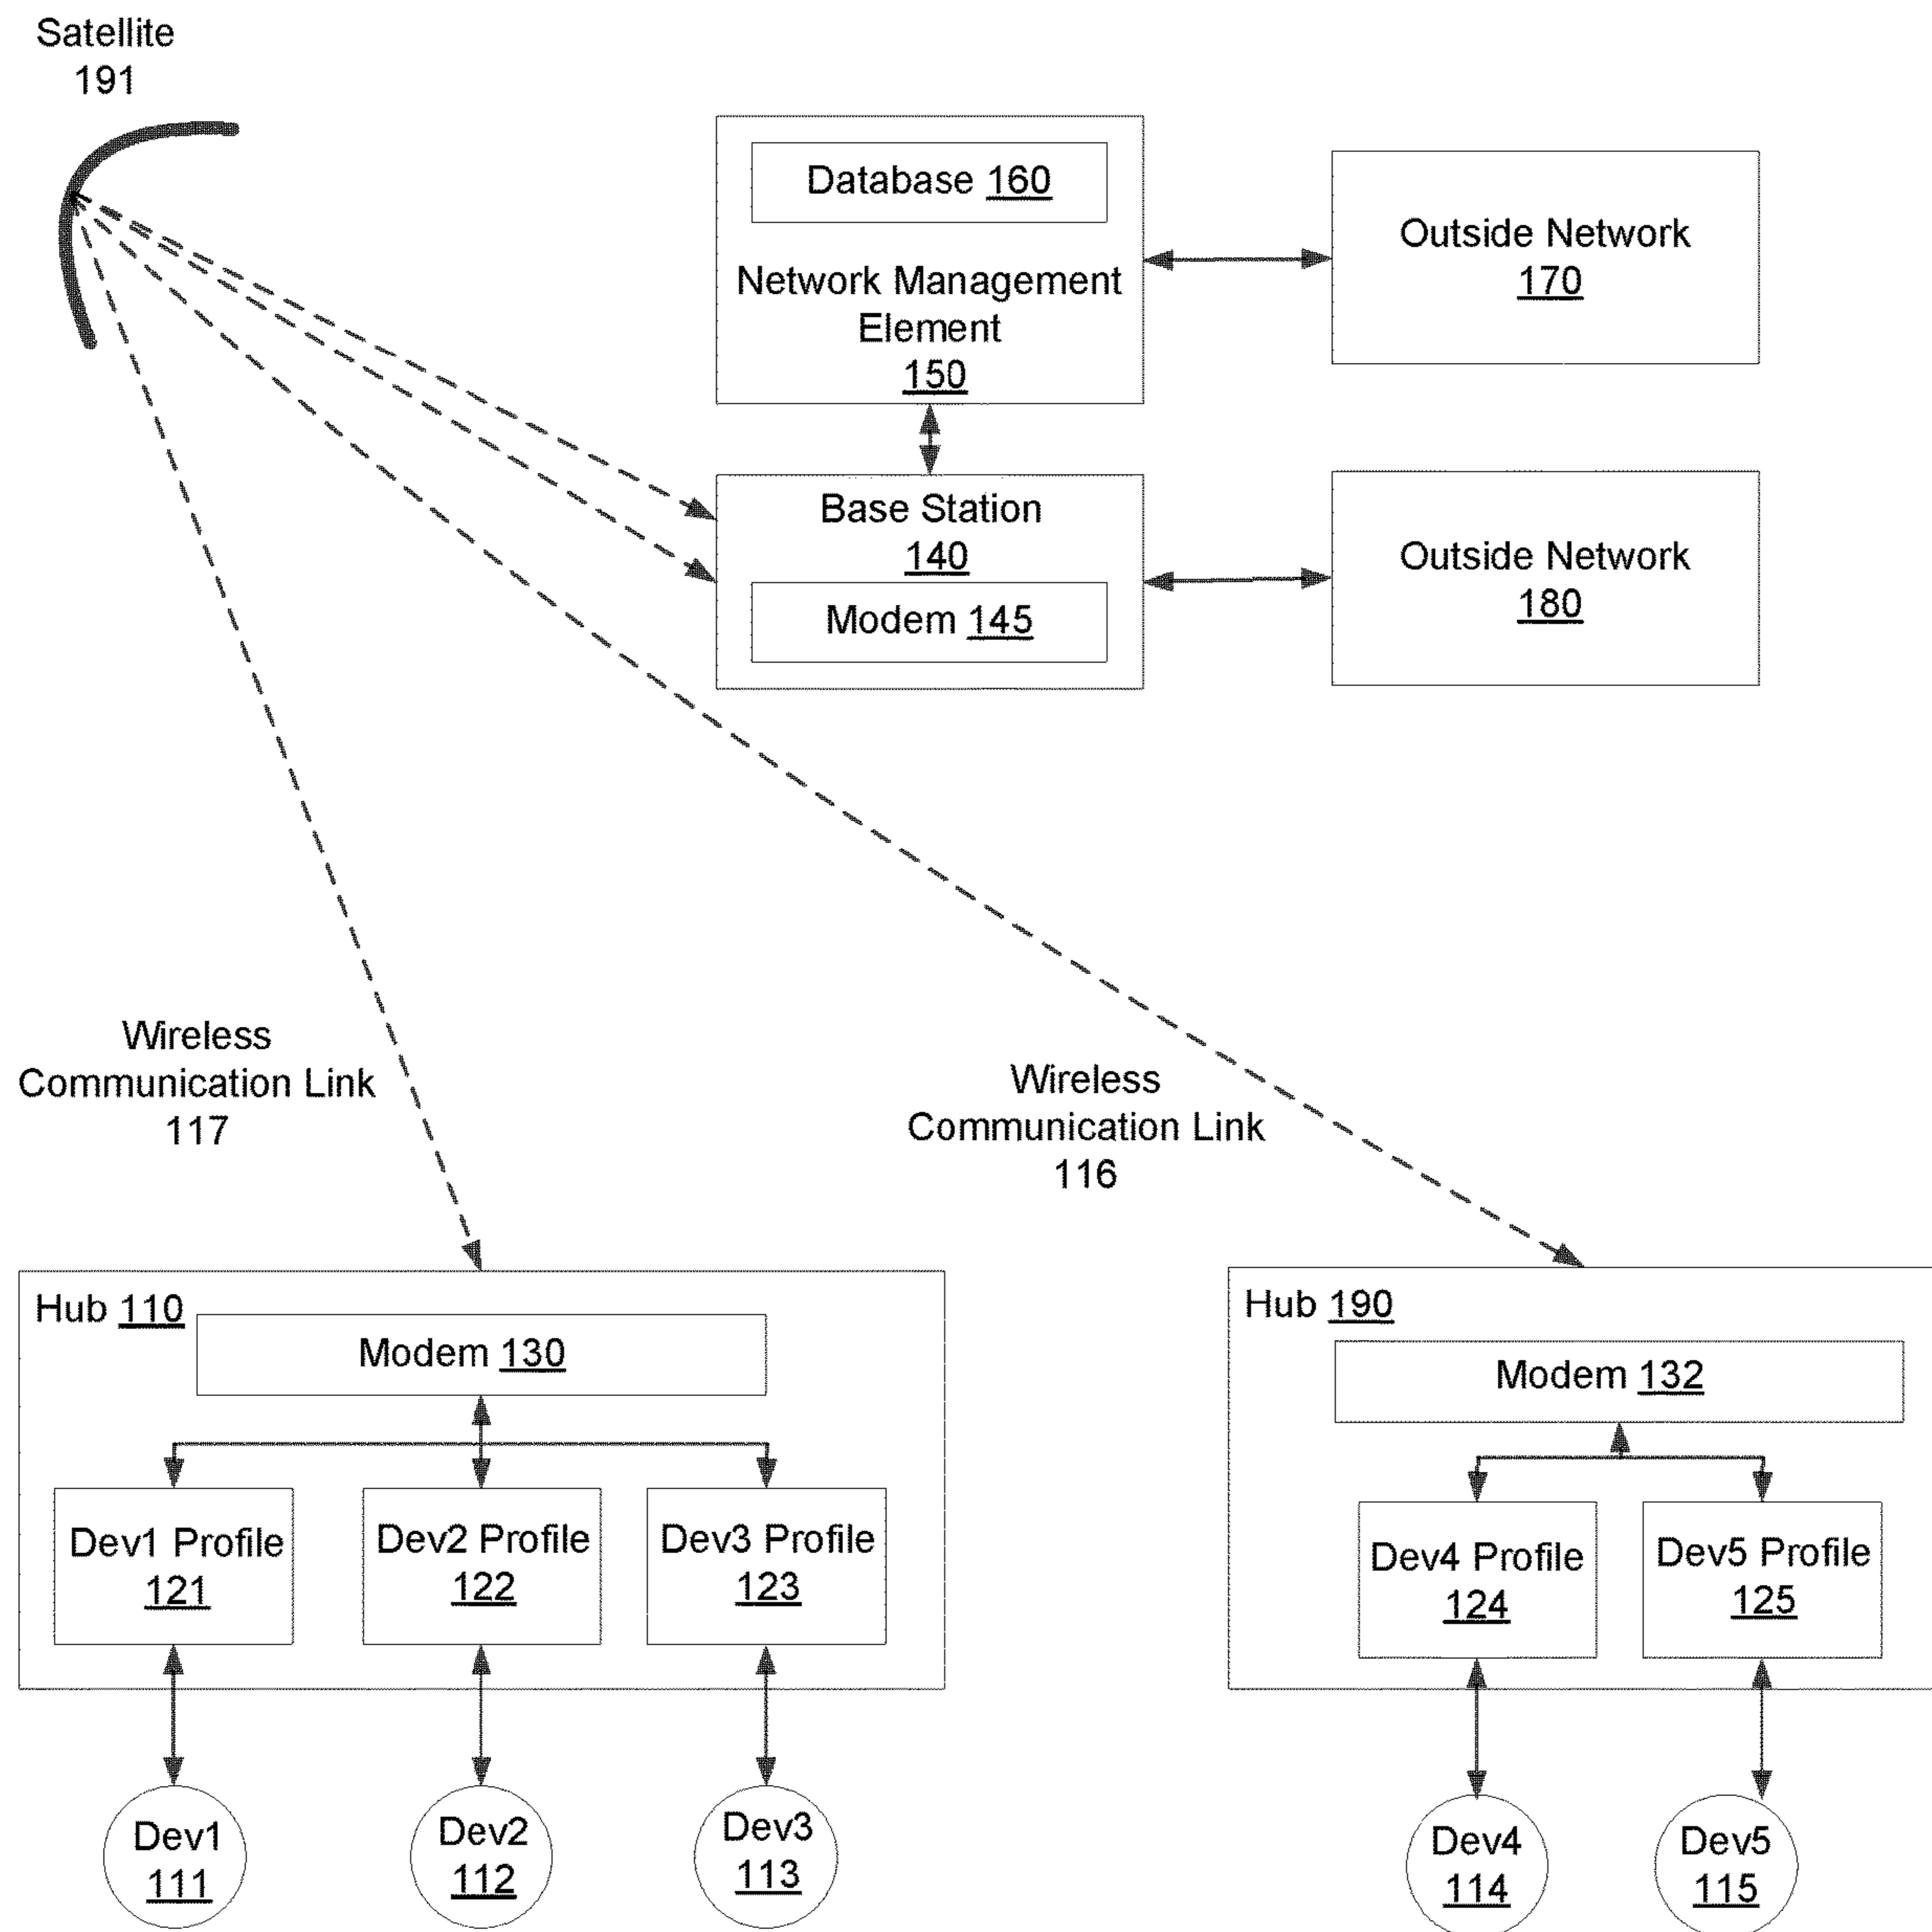 Satellite
191
Database 160
Network Management
Element
150
Outside Network
170
Base Station
140
Modem 145
Outside Network
180
Wireless
Communication Link
117
Wireless
Communication Link
116
Hub 110
Modem 130
Dev1 Profile
121
Dev2 Profile
122
Dev3 Profile
123
Hub 190
Modem 132
Dev4 Profile
124
Dev5 Profile
125
Dev1
111
Dev2
112
Dev3
113
Dev4
114
Dev5
115